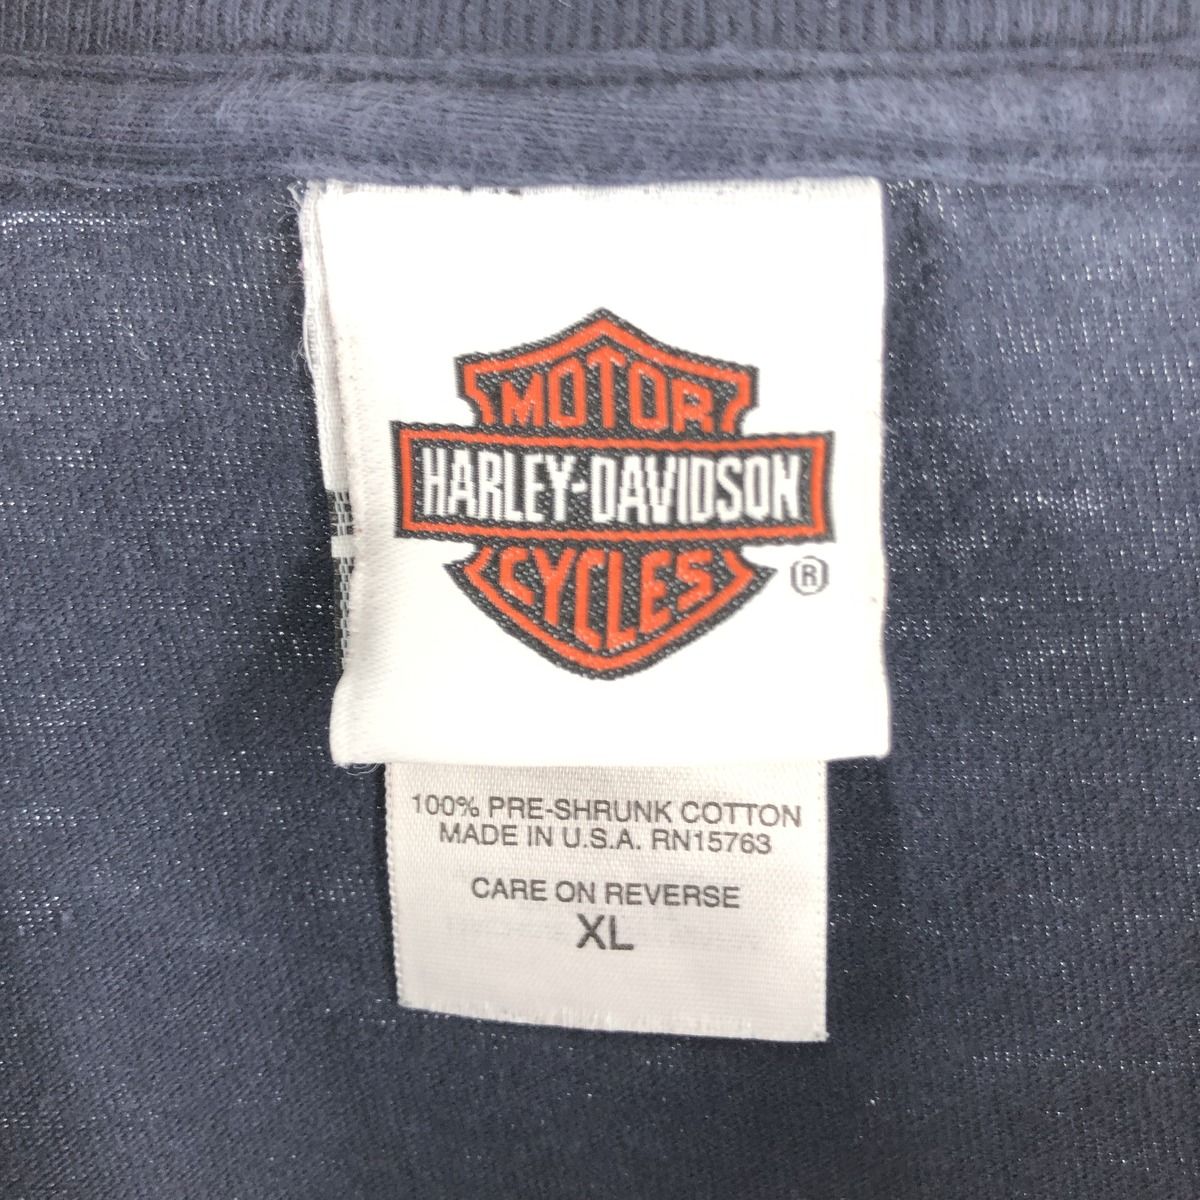 MOTOR
HARLEY-DAVIDSON
CYCLES
®
100% PRE-SHRUNK COTTON
MADE IN U.S.A. RN15763
CARE ON REVERSE
XL